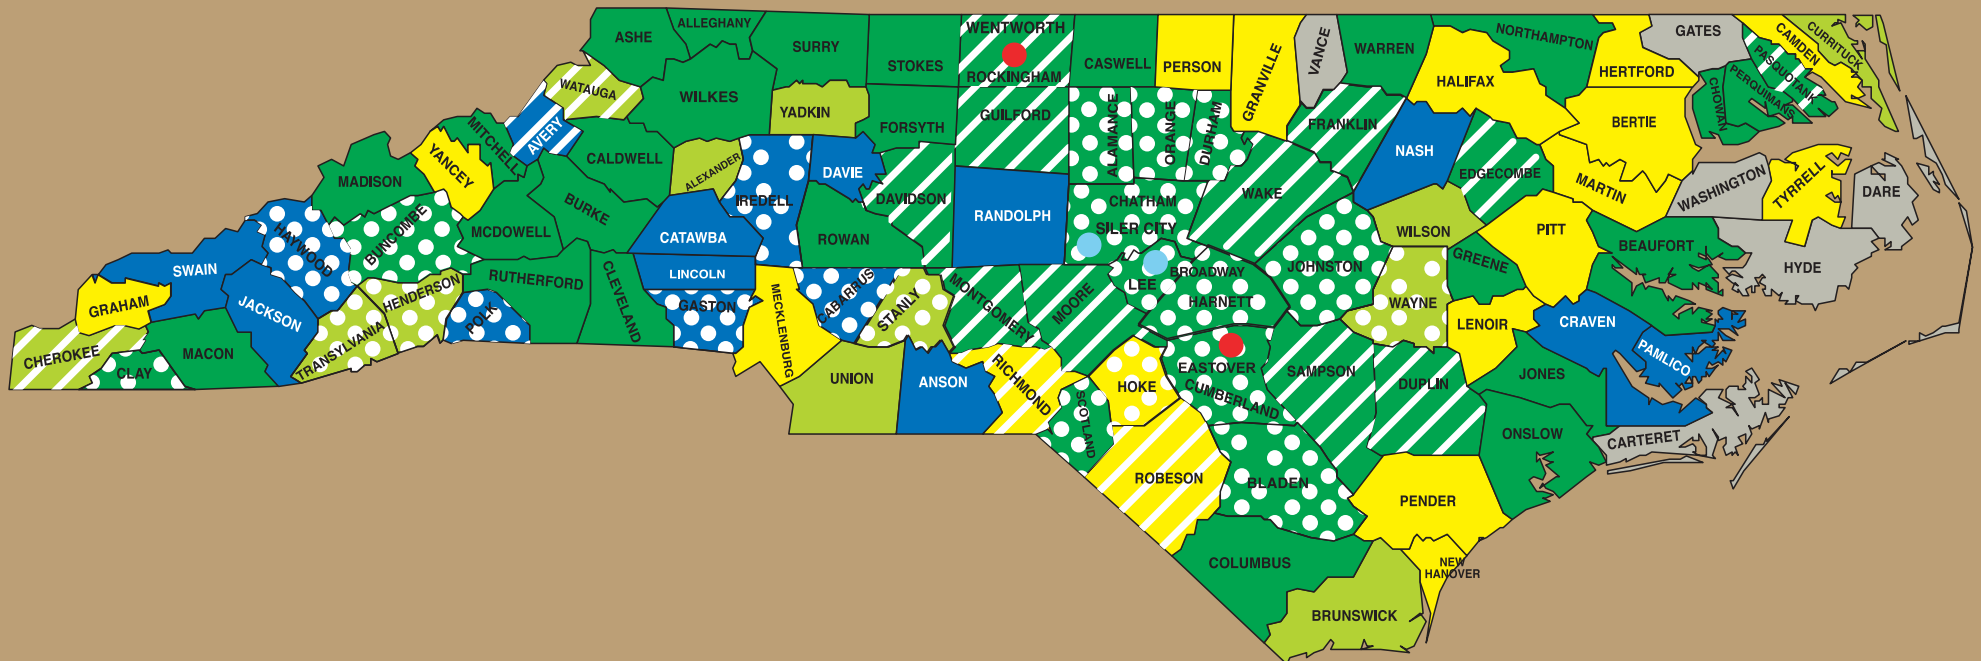 ASHE
ALLEGHANY
SURRY
STOKES
WENTWORTH
ROCKINGHAM
CASWELL
PERSON
GRANVILLE
VANCE
WARREN
NORTHAMPTON
HALIFAX
HERTFORD
GATES
CAMDEN
CURRITUCK
PASQUOTANK
PERQUIMANS
CHOWAN
WATAUGA
WILKES
YADKIN
FORSYTH
GUILFORD
ALAMANCE
ORANGE
DURHAM
FRANKLIN
NASH
EDGECOMBE
BERTIE
MARTIN
WASHINGTON
TYRRELL
DARE
MITCHELL
AVERY
YANCEY
MADISON
CALDWELL
ALEXANDER
IREDELL
DAVIE
DAVIDSON
RANDOLPH
CHATHAM
SILER CITY
WAKE
WILSON
PITT
BEAUFORT
HYDE
HAYWOOD
BUNCOMBE
MCDOWELL
BURKE
CATAWBA
ROWAN
LINCOLN
SWAIN
GRAHAM
JACKSON
HENDERSON
RUTHERFORD
CLEVELAND
GASTON
MECKLENBURG
CABARRUS
STANLY
MONTGOMERY
MOORE
LEE
BROADWAY
HARNETT
JOHNSTON
WAYNE
GREENE
LENOIR
CRAVEN
PAMLICO
CHEROKEE
CLAY
MACON
TRANSYLVANIA
POLK
UNION
ANSON
RICHMOND
SCOTLAND
HOKE
EASTOVER
CUMBERLAND
SAMPSON
DUPLIN
JONES
ONSLOW
CARTERET
ROBESON
BLADEN
PENDER
COLUMBUS
NEW
HANOVER
BRUNSWICK